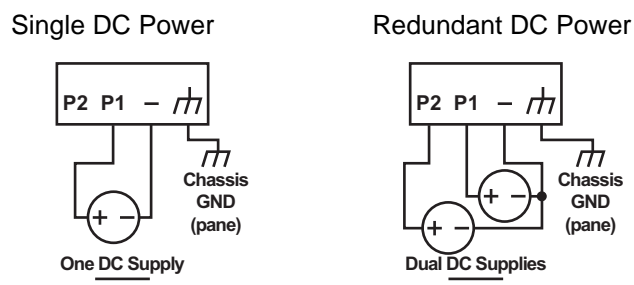 Single DC Power
P2 P1 –
Chassis
GND
(pane)
+ –
One DC Supply
Redundant DC Power
P2 P1 –
Chassis
GND
(pane)
+ –
+ –
Dual DC Supplies